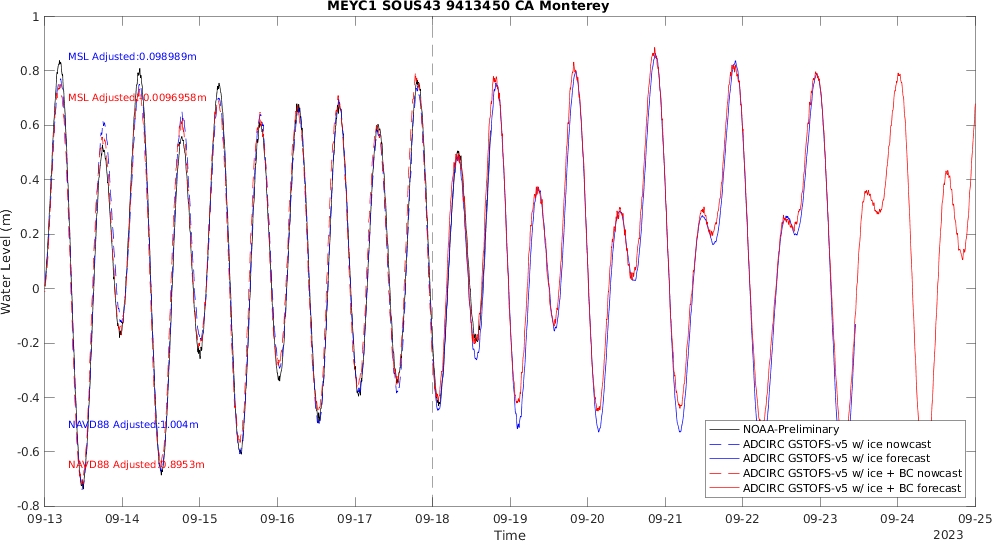 MEYC1 SOUS43 9413450 CA Monterey
Water Level (m)
1
0.8
0.6
0.4
0.2
0
-0.2
-0.4
-0.6
-0.8
MSL Adjusted:0.098989m
MSL Adjusted:-0.0096958m
NAVD88 Adjusted:1.004m
NAVD88 Adjusted:0.8953m
NOAA-Preliminary
ADCIRC GSTOFS-v5 w/ ice nowcast
ADCIRC GSTOFS-v5 w/ ice forecast
ADCIRC GSTOFS-v5 w/ ice + BC nowcast
ADCIRC GSTOFS-v5 w/ ice + BC forecast
09-13 09-14 09-15 09-16 09-17 09-18 09-19 09-20 09-21 09-22 09-23 09-24 09-25
Time
2023